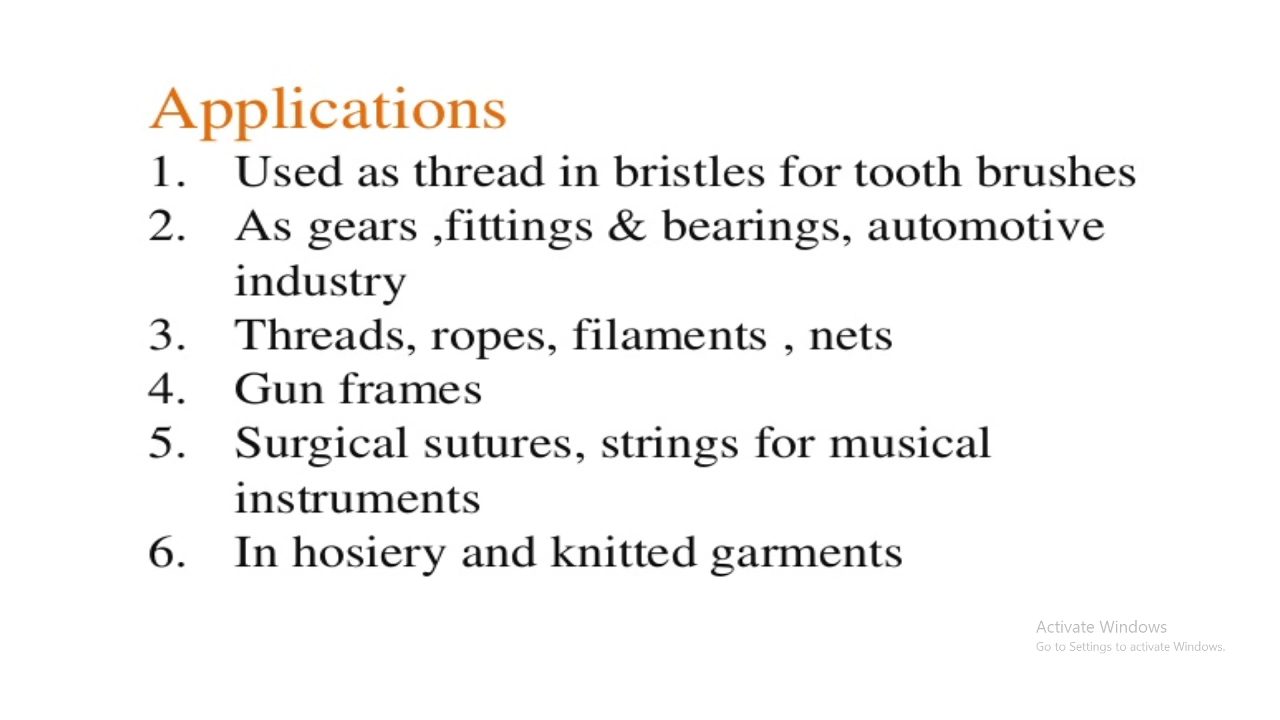 Applications
1. Used as thread in bristles for tooth brushes
2. As gears ,fittings & bearings, automotive
industry
3. Threads, ropes, filaments , nets
4. Gun frames
5. Surgical sutures, strings for musical
instruments
6. In hosiery and knitted garments
Activate Windows
Go to Settings to activate Windows.